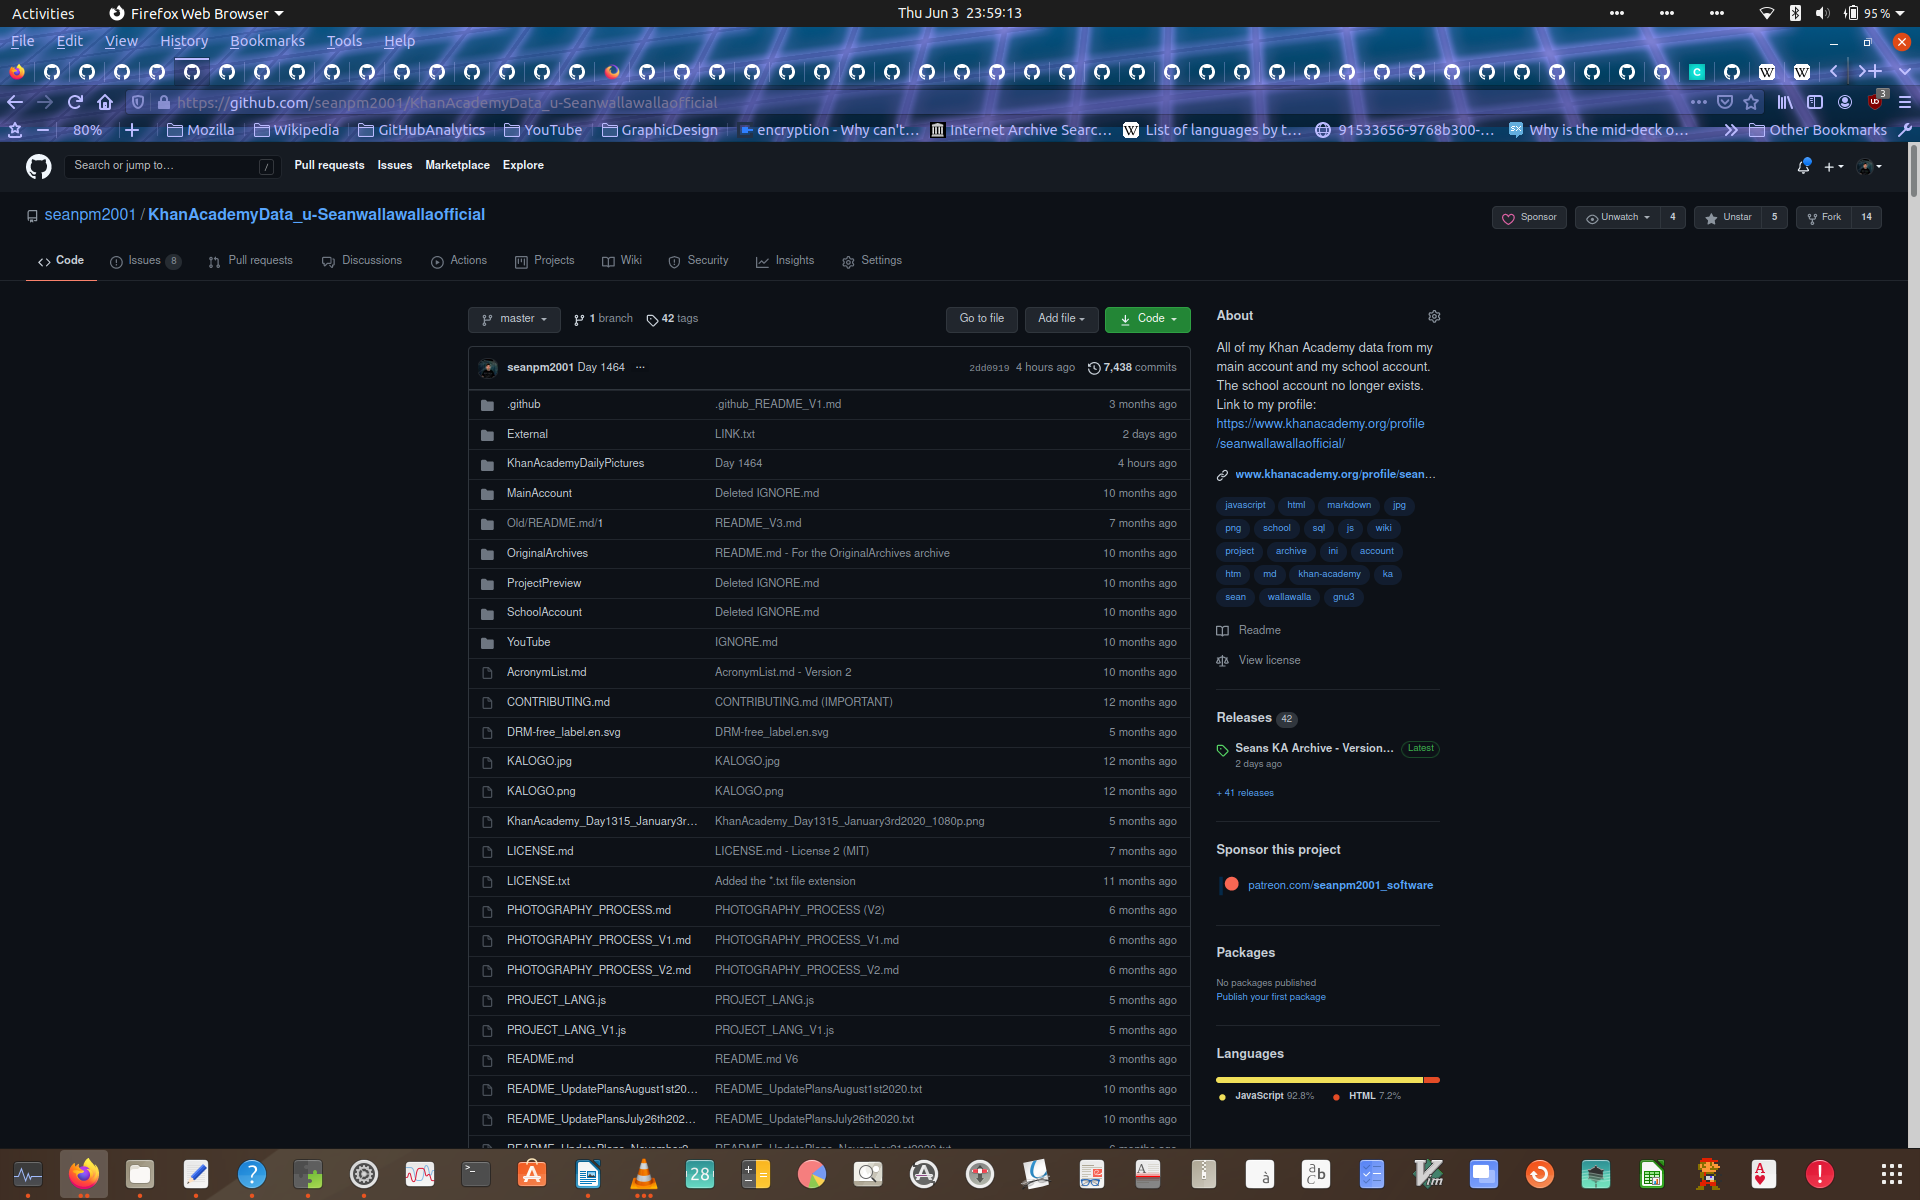 Activities
Firefox Web Browser
Thu Jun 3 23:59:13
95 %
File Edit View History Bookmarks Tools Help
https://github.com/seanpm2001/KhanAcademyData_u-Seanwallawallaofficial
3
80%
Mozilla
Wikipedia
GitHubAnalytics
YouTube
GraphicDesign
encryption - Why can't…
Internet Archive Searc…
List of languages by t…
91533656-9768b300-…
Why is the mid-deck o…
Other Bookmarks
Search or jump to…
/
Pull requests Issues Marketplace Explore
seanpm2001 / KhanAcademyData_u-Seanwallawallaofficial
Sponsor
Unwatch 4
Unstar 5
Fork 14
Code
Issues 8
Pull requests
Discussions
Actions
Projects
Wiki
Security
Insights
Settings
master
1 branch
42 tags
Go to file
Add file
Code
seanpm2001 Day 1464 ...
2dd0919 4 hours ago
7,438 commits
.github .github_README_V1.md 3 months ago
External LINK.txt 2 days ago
KhanAcademyDailyPictures Day 1464 4 hours ago
MainAccount Deleted IGNORE.md 10 months ago
Old/README.md/1 README_V3.md 7 months ago
OriginalArchives README.md - For the OriginalArchives archive 10 months ago
ProjectPreview Deleted IGNORE.md 10 months ago
SchoolAccount Deleted IGNORE.md 10 months ago
YouTube IGNORE.md 10 months ago
AcronymList.md AcronymList.md - Version 2 10 months ago
CONTRIBUTING.md CONTRIBUTING.md (IMPORTANT) 12 months ago
DRM-free_label.en.svg DRM-free_label.en.svg 5 months ago
KALOGO.jpg KALOGO.jpg 12 months ago
KALOGO.png KALOGO.png 12 months ago
KhanAcademy_Day1315_January3r… KhanAcademy_Day1315_January3rd2020_1080p.png 5 months ago
LICENSE.md LICENSE.md - License 2 (MIT) 7 months ago
LICENSE.txt Added the *.txt file extension 11 months ago
PHOTOGRAPHY_PROCESS.md PHOTOGRAPHY_PROCESS (V2) 6 months ago
PHOTOGRAPHY_PROCESS_V1.md PHOTOGRAPHY_PROCESS_V1.md 6 months ago
PHOTOGRAPHY_PROCESS_V2.md PHOTOGRAPHY_PROCESS_V2.md 6 months ago
PROJECT_LANG.js PROJECT_LANG.js 5 months ago
PROJECT_LANG_V1.js PROJECT_LANG_V1.js 5 months ago
README.md README.md V6 3 months ago
README_UpdatePlansAugust1st20… README_UpdatePlansAugust1st2020.txt 10 months ago
README_UpdatePlansJuly26th202… README_UpdatePlansJuly26th2020.txt 10 months ago
About
All of my Khan Academy data from my
main account and my school account.
The school account no longer exists.
Link to my profile:
https://www.khanacademy.org/profile
/seanwallawallaofficial/
www.khanacademy.org/profile/sean…
javascript html markdown jpg
png school sql js wiki
project archive ini account
htm md khan-academy ka
sean wallawalla gnu3
Readme
View license
Releases 42
Seans KA Archive - Version… Latest
2 days ago
+ 41 releases
Sponsor this project
patreon.com/seanpm2001_software
Packages
No packages published
Publish your first package
Languages
JavaScript 92.8% HTML 7.2%
28